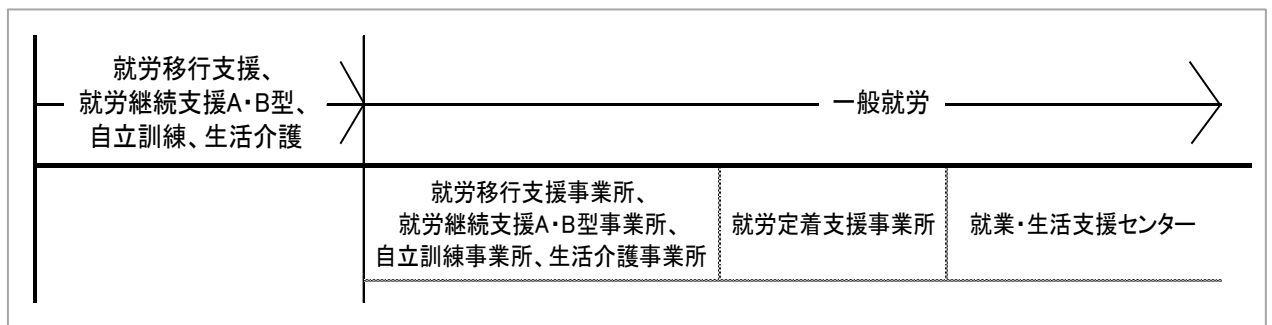 就労移行支援、
就労継続支援A・B型、
自立訓練、生活介護
一般就労
就労移行支援事業所、
就労継続支援A・B型事業所、
自立訓練事業所、生活介護事業所
就労定着支援事業所
就業・生活支援センター